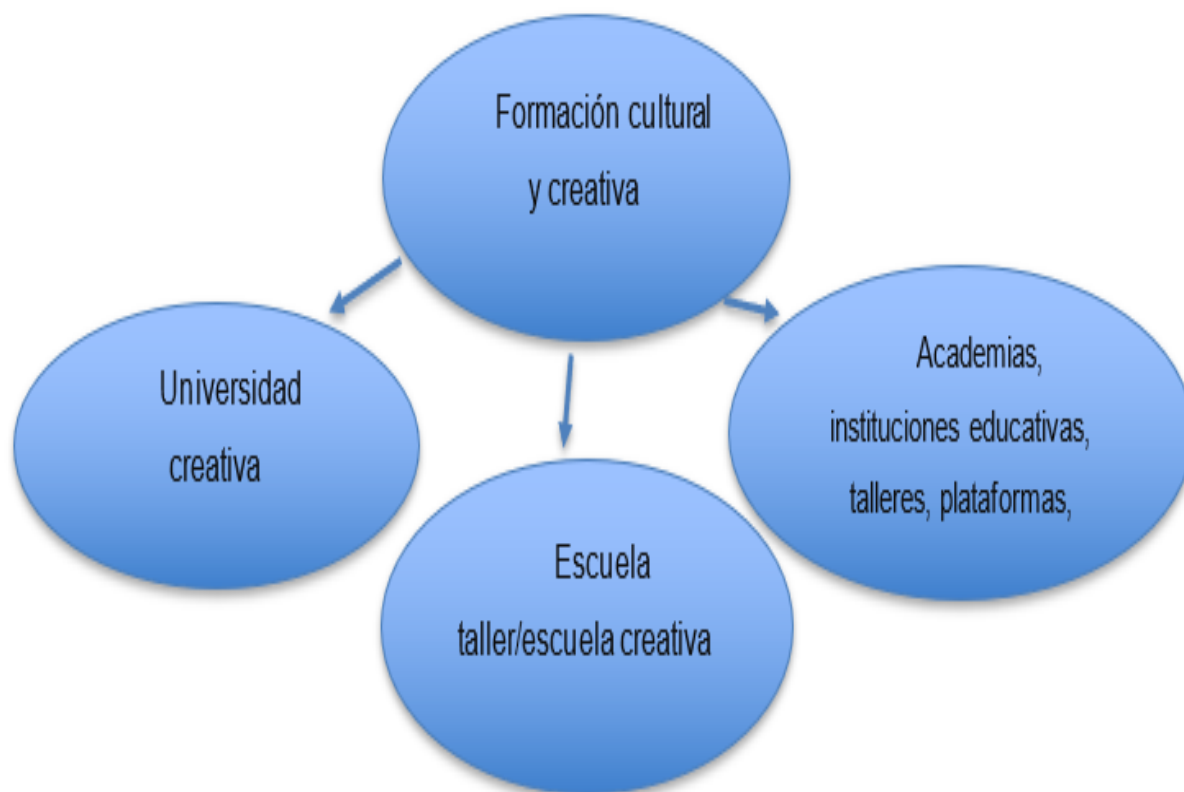 Formación cultural
y creativa
Universidad
creativa
Escuela
taller/escuela creativa
Academias,
instituciones educativas,
talleres, plataformas,